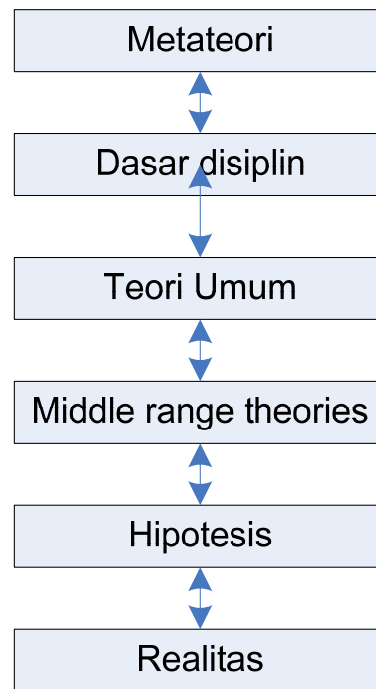 Metateori
Dasar disiplin
Teori Umum
Middle range theories
Hipotesis
Realitas